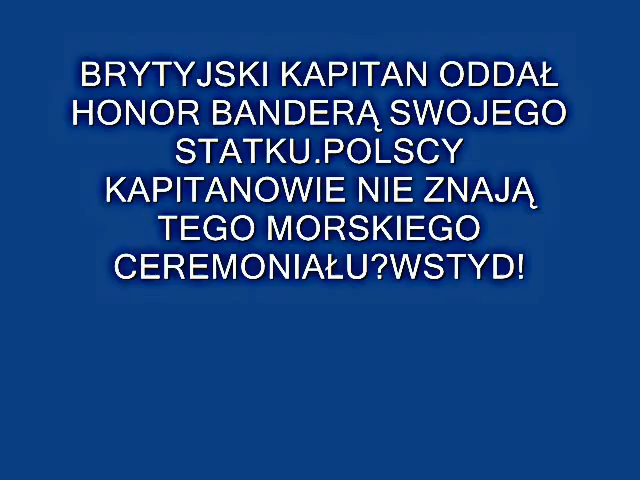 BRYTYJSKI KAPITAN ODDAŁ
HONOR BANDERĄ SWOJEGO
STATKU.POLSCY
KAPITANOWIE NIE ZNAJĄ
TEGO MORSKIEGO
CEREMONIAŁU?WSTYD!